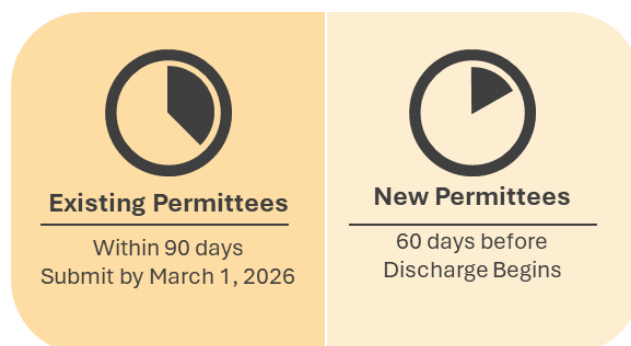 Existing Permittees
Within 90 days
Submit by March 1, 2026
New Permittees
60 days before
Discharge Begins